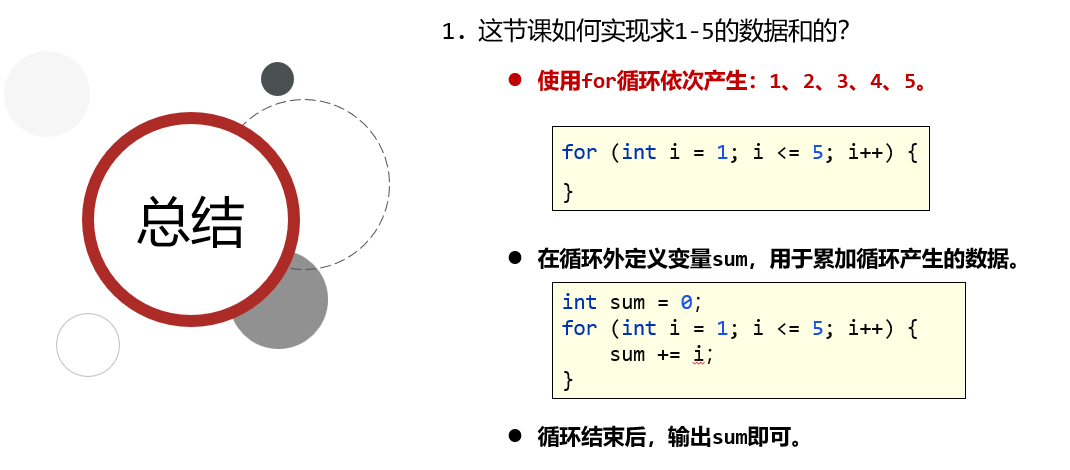 总结
1. 这节课如何实现求1-5的数据和的?
● 使用for循环依次产生：1、2、3、4、5。
for (int i = 1; i <= 5; i++) {
}
● 在循环外定义变量sum，用于累加循环产生的数据。
int sum = 0;
for (int i = 1; i <= 5; i++) {
    sum += i;
}
● 循环结束后，输出sum即可。